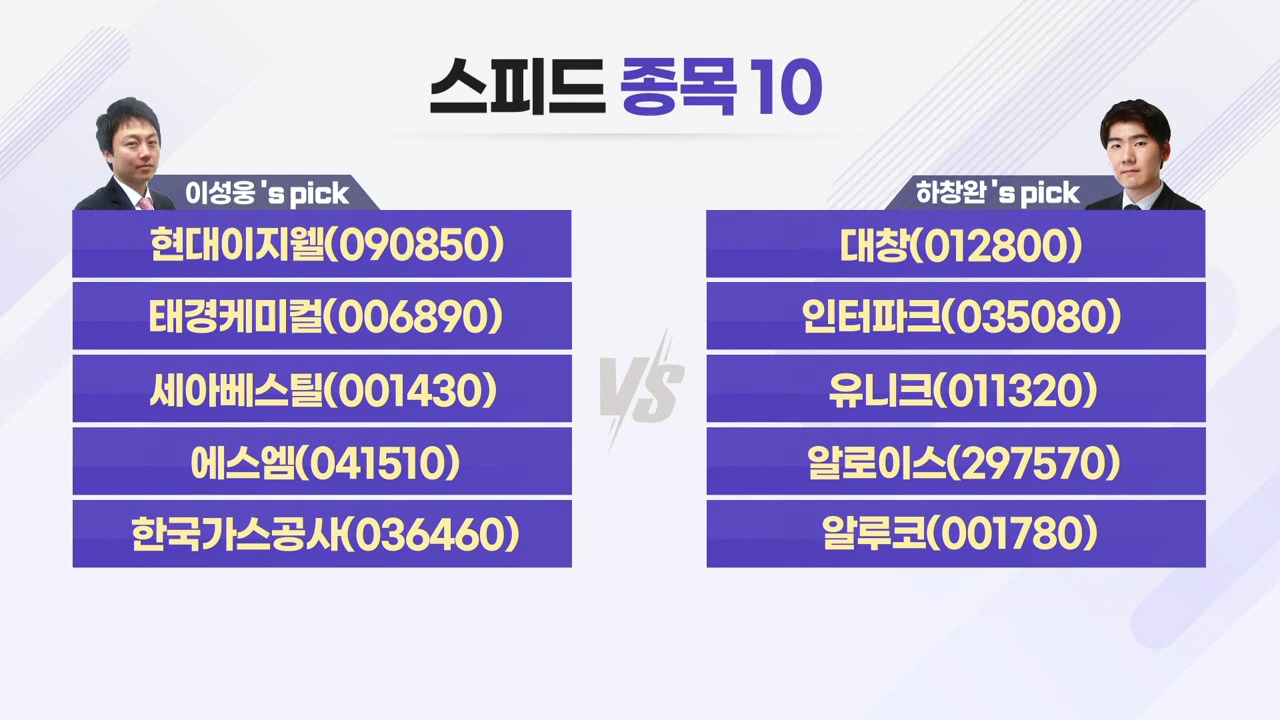 스피드 종목 10
이성웅 's pick
현대이지웰(090850)
태경케미컬(006890)
세아베스틸(001430)
에스엠(041510)
한국가스공사(036460)
VS
하창완 's pick
대창(012800)
인터파크(035080)
유니크(011320)
알로이스(297570)
알루코(001780)